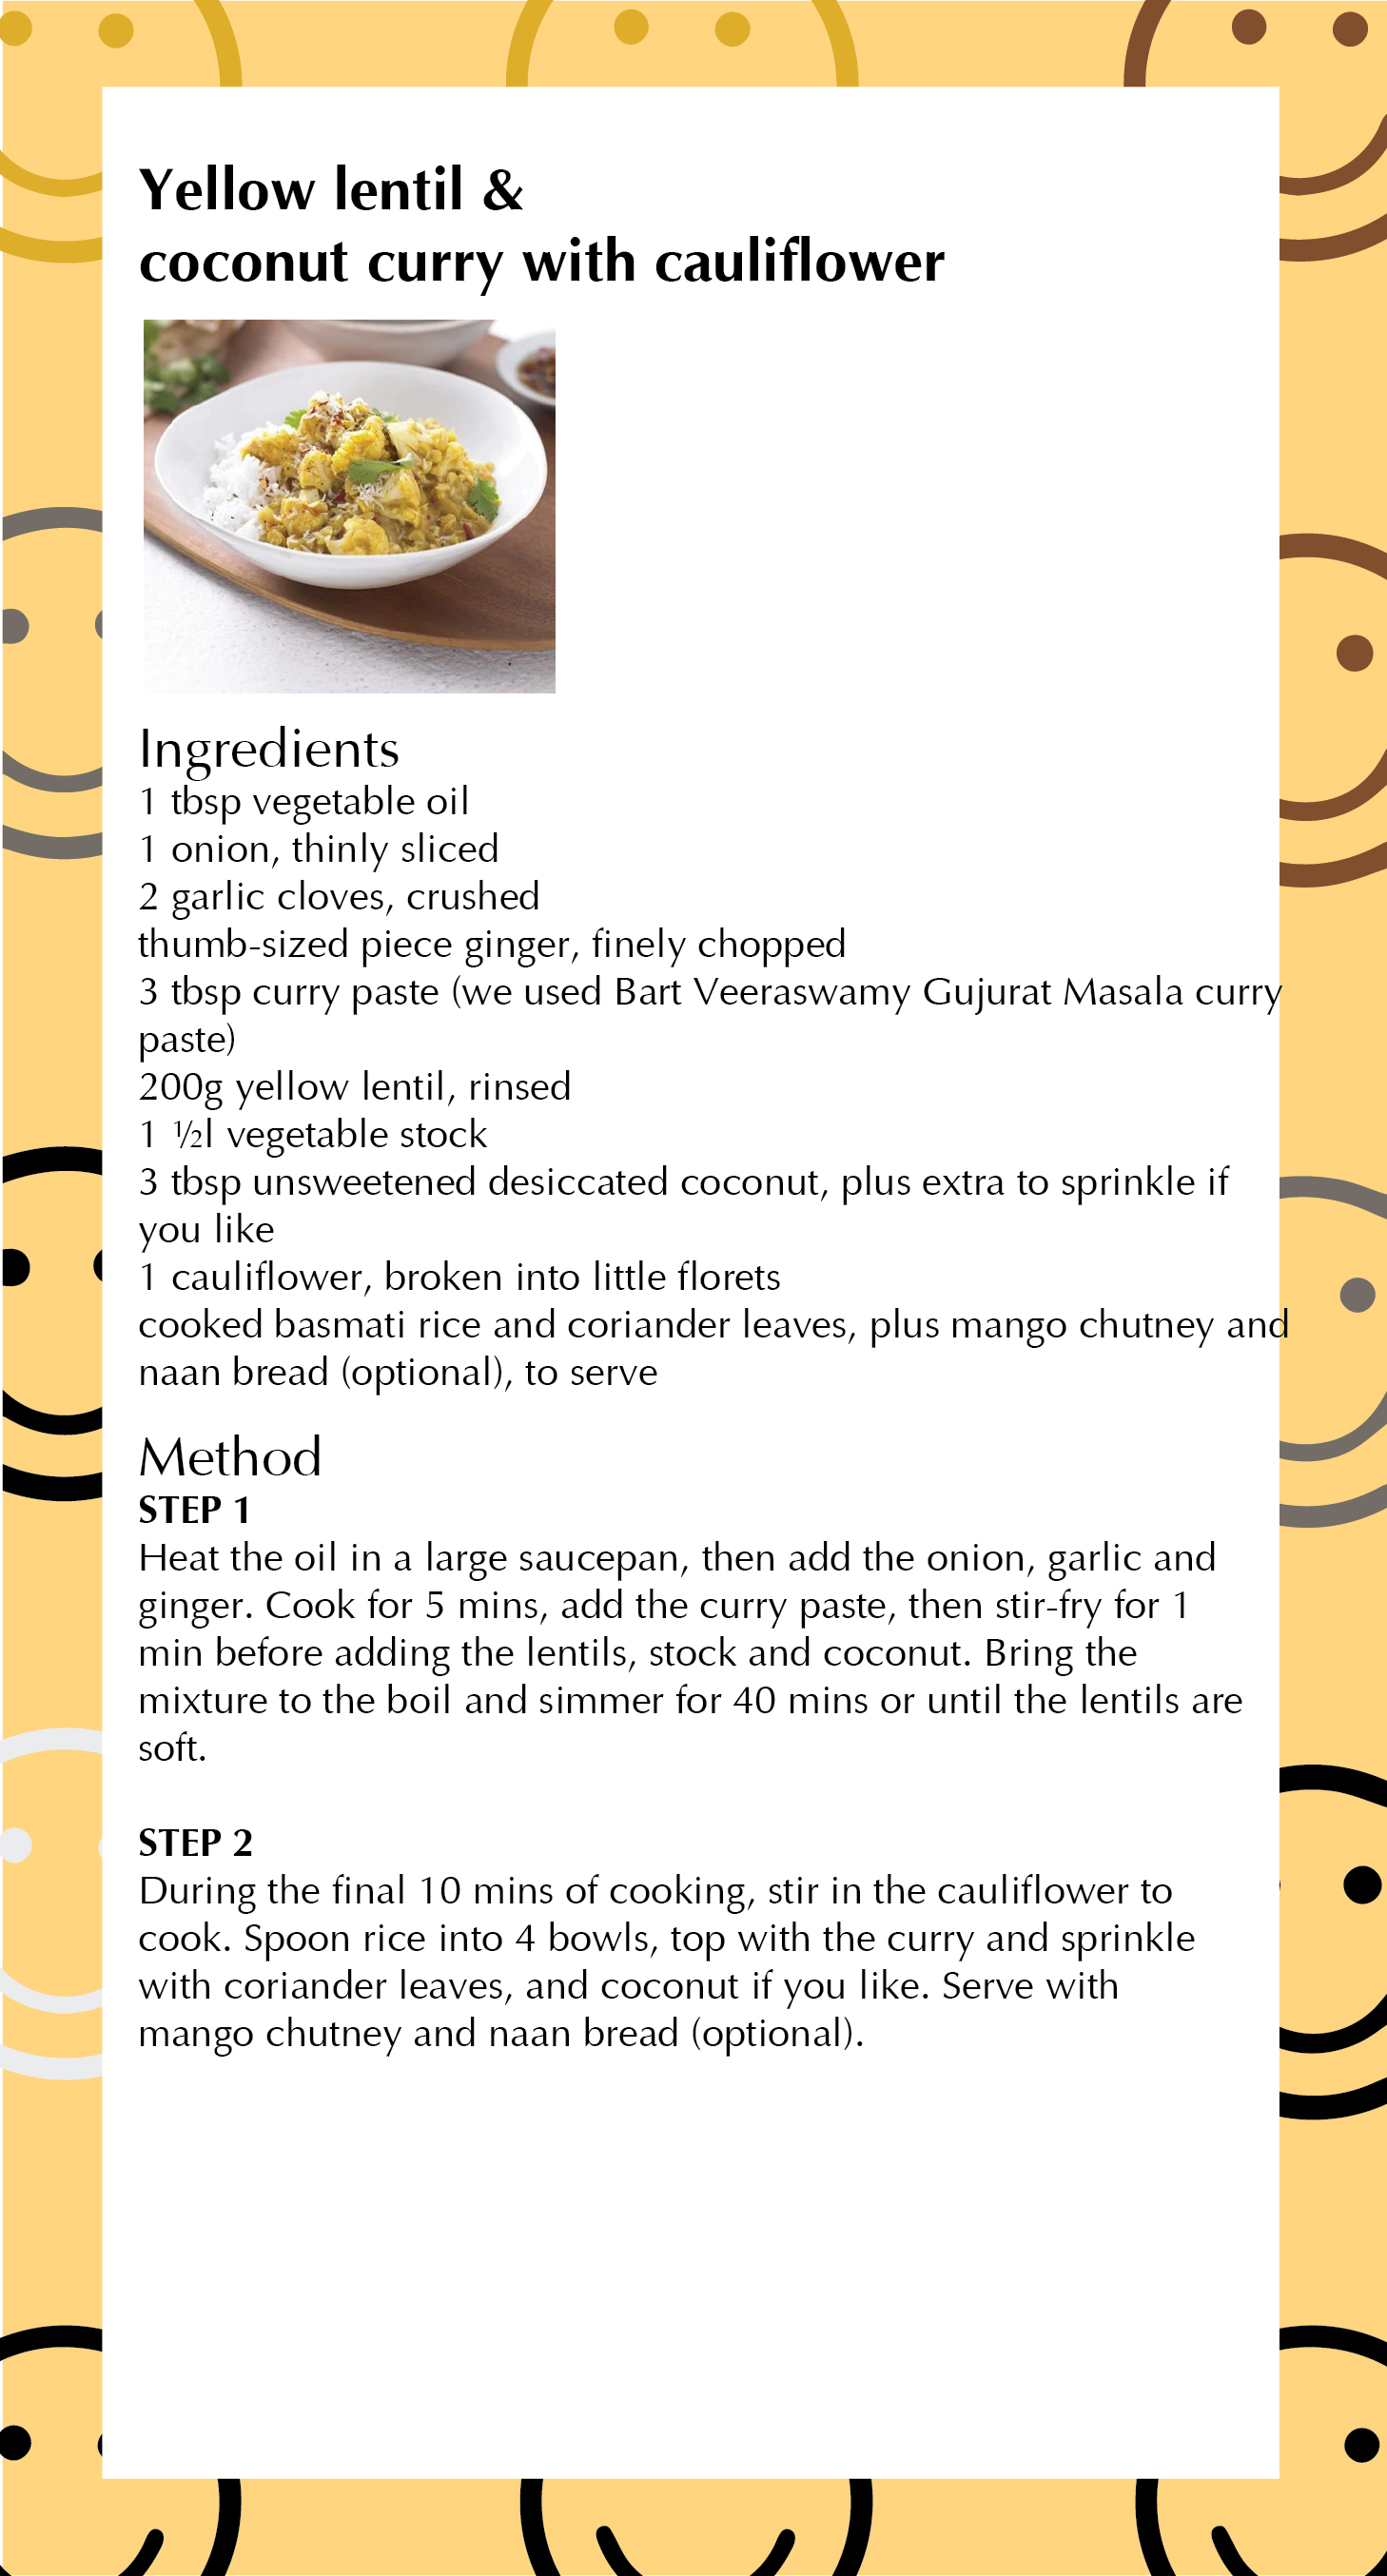 Yellow lentil &
coconut curry with cauliflower
Ingredients
1 tbsp vegetable oil
1 onion, thinly sliced
2 garlic cloves, crushed
thumb-sized piece ginger, finely chopped
3 tbsp curry paste (we used Bart Veeraswamy Gujurat Masala curry
paste)
200g yellow lentil, rinsed
1 ½l vegetable stock
3 tbsp unsweetened desiccated coconut, plus extra to sprinkle if
you like
1 cauliflower, broken into little florets
cooked basmati rice and coriander leaves, plus mango chutney and
naan bread (optional), to serve
Method
STEP 1
Heat the oil in a large saucepan, then add the onion, garlic and
ginger. Cook for 5 mins, add the curry paste, then stir-fry for 1
min before adding the lentils, stock and coconut. Bring the
mixture to the boil and simmer for 40 mins or until the lentils are
soft.
STEP 2
During the final 10 mins of cooking, stir in the cauliflower to
cook. Spoon rice into 4 bowls, top with the curry and sprinkle
with coriander leaves, and coconut if you like. Serve with
mango chutney and naan bread (optional).